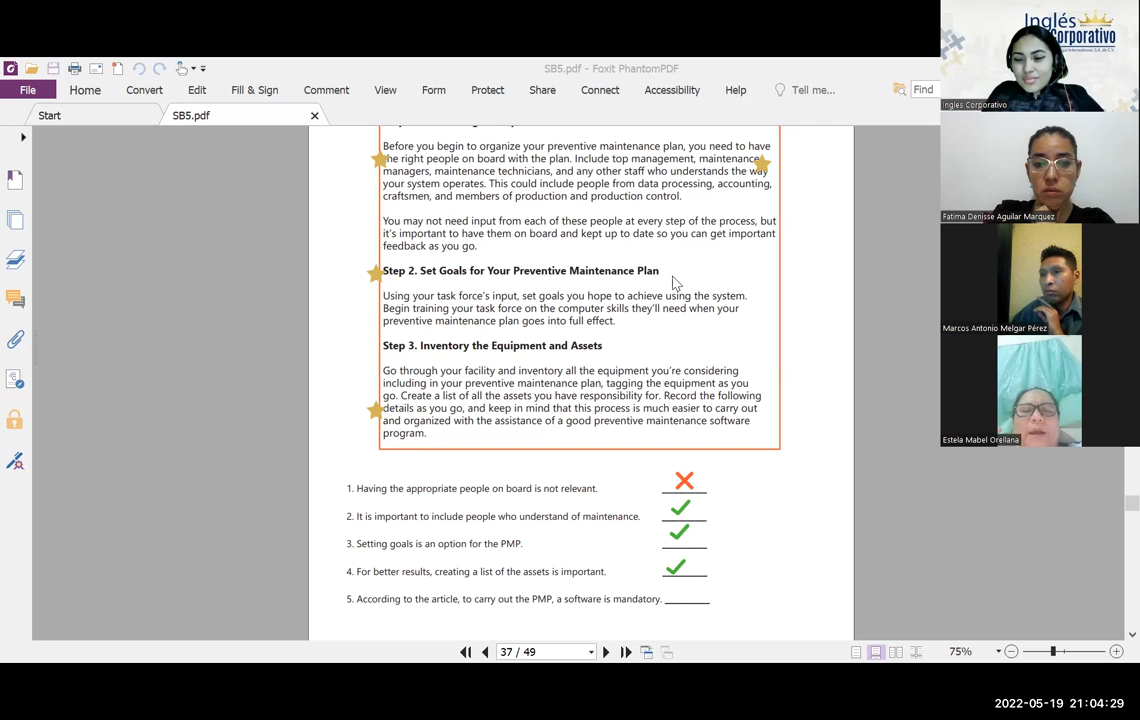 Inglés
Corporativo
Inglés Corporativo
SB5.pdf - Foxit PhantomPDF
File Home Convert Edit Fill & Sign Comment View Form Protect Share Connect Accessibility Help Tell me... Find
Start SB5.pdf
Before you begin to organize your preventive maintenance plan, you need to have
the right people on board with the plan. Include top management, maintenance
managers, maintenance technicians, and any other staff who understands the way
your system operates. This could include people from data processing, accounting,
craftsmen, and members of production and production control.
You may not need input from each of these people at every step of the process, but
it's important to have them on board and kept up to date so you can get important
feedback as you go.
Step 2. Set Goals for Your Preventive Maintenance Plan
Using your task force's input, set goals you hope to achieve using the system.
Begin training your task force on the computer skills they'll need when your
preventive maintenance plan goes into full effect.
Step 3. Inventory the Equipment and Assets
Go through your facility and inventory all the equipment you're considering
including in your preventive maintenance plan, tagging the equipment as you
go. Create a list of all the assets you have responsibility for. Record the following
details as you go, and keep in mind that this process is much easier to carry out
and organized with the assistance of a good preventive maintenance software
program.
1. Having the appropriate people on board is not relevant.
2. It is important to include people who understand of maintenance.
3. Setting goals is an option for the PMP.
4. For better results, creating a list of the assets is important.
5. According to the article, to carry out the PMP, a software is mandatory.
Fatima Denisse Aguilar Marquez
Marcos Antonio Melgar Pérez
Estela Mabel Orellana
37 / 49
75%
2022-05-19 21:04:29